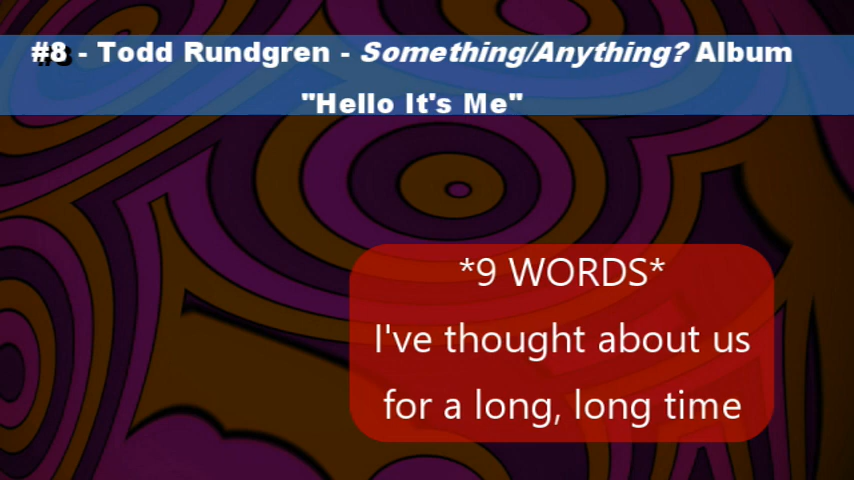 #8 - Todd Rundgren - Something/Anything? Album
"Hello It's Me"
*9 WORDS*
I've thought about us
for a long, long time